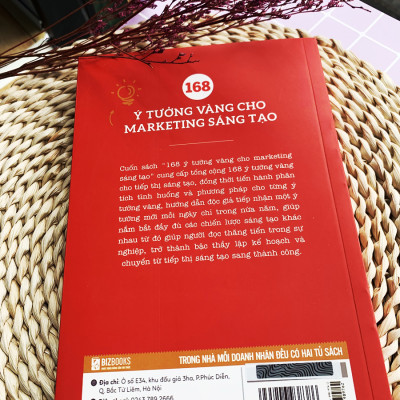 168
Ý TƯỞNG VÀNG CHO
MARKETING SÁNG TẠO
Cuốn sách "168 ý tưởng vàng cho marketing
sáng tạo" cung cấp tổng cộng 168 ý tưởng vàng
cho tiếp thị sáng tạo, đồng thời tiến hành phân
tích tình huống và phương pháp cho từng ý
tưởng vàng, hướng dẫn độc giả tiếp nhận một ý
tưởng mới mỗi ngày chỉ trong nửa năm, giúp
nắm bắt đầy đủ các chiến lược sáng tạo khác
nhau từ đó giúp người đọc thăng tiến trong sự
nghiệp, trở thành bậc thầy lập kế hoạch và
chuyển từ tiếp thị sáng tạo sang thành công.
BIZBOOKS
TRONG NHÀ MỖI DOANH NHÂN ĐỀU CÓ HAI TỦ SÁCH
Địa chỉ: Ô số E34, khu đấu giá 3ha, P.Phúc Diễn,
Q. Bắc Từ Liêm, Hà Nội
0243 789 2666